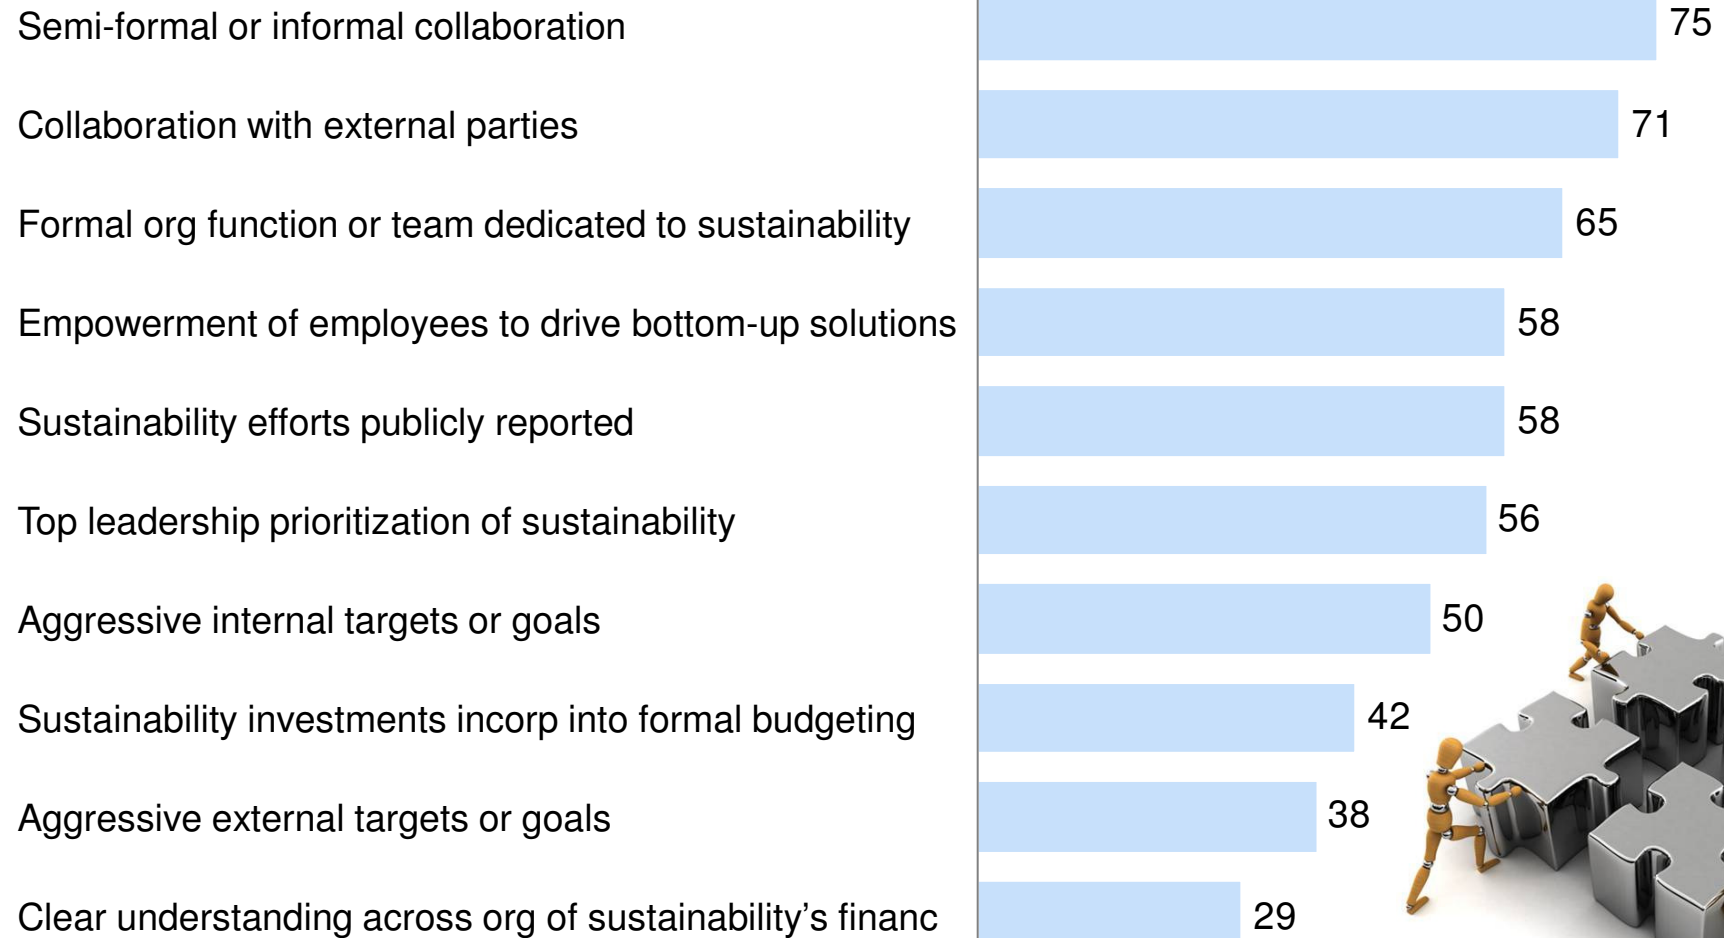 Semi-formal or informal collaboration 75
Collaboration with external parties 71
Formal org function or team dedicated to sustainability 65
Empowerment of employees to drive bottom-up solutions 58
Sustainability efforts publicly reported 58
Top leadership prioritization of sustainability 56
Aggressive internal targets or goals 50
Sustainability investments incorp into formal budgeting 42
Aggressive external targets or goals 38
Clear understanding across org of sustainability’s financ 29